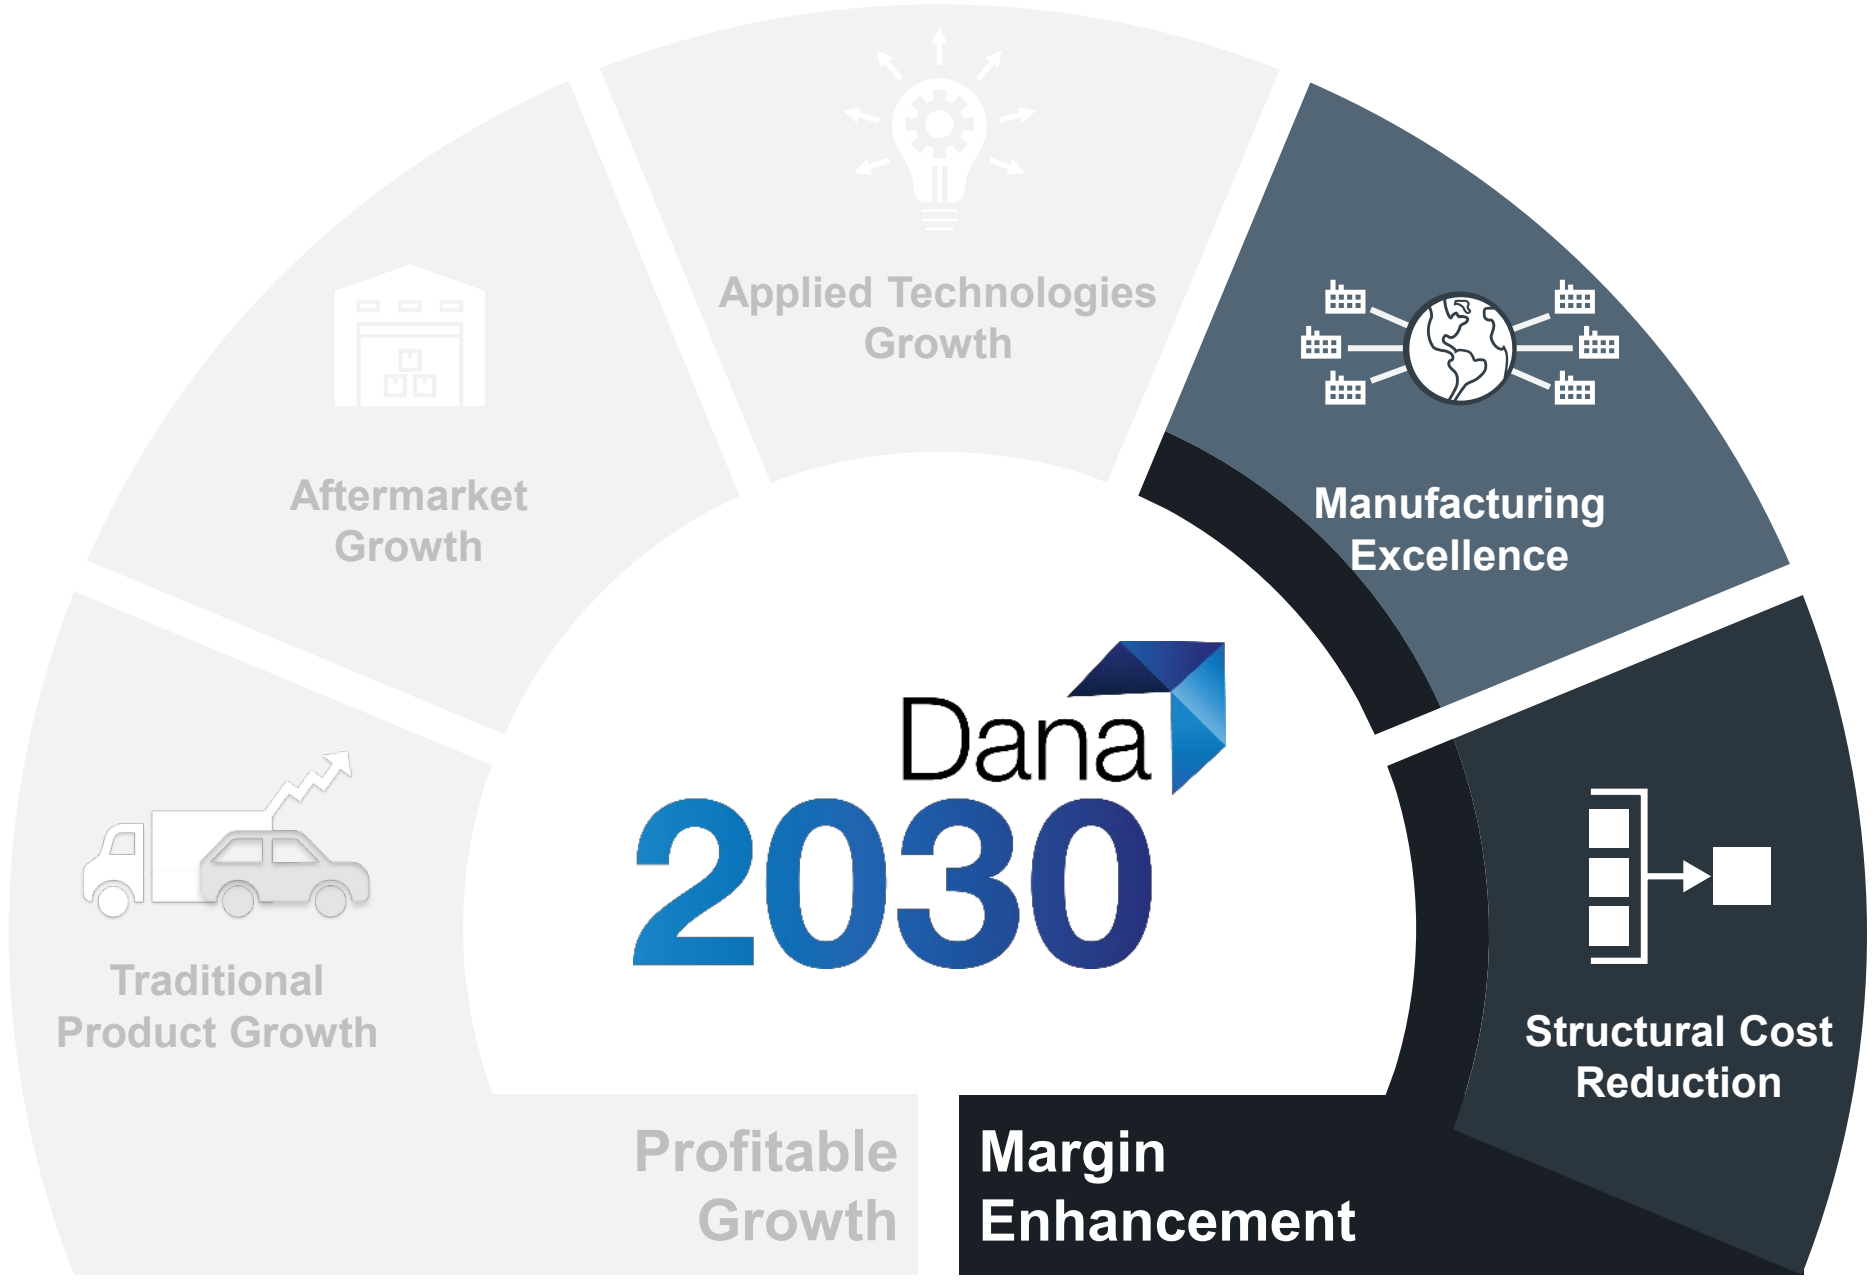 Applied Technologies
Growth
Aftermarket
Growth
Manufacturing
Excellence
Dana
2030
Traditional
Product Growth
Structural Cost
Reduction
Profitable
Growth
Margin
Enhancement